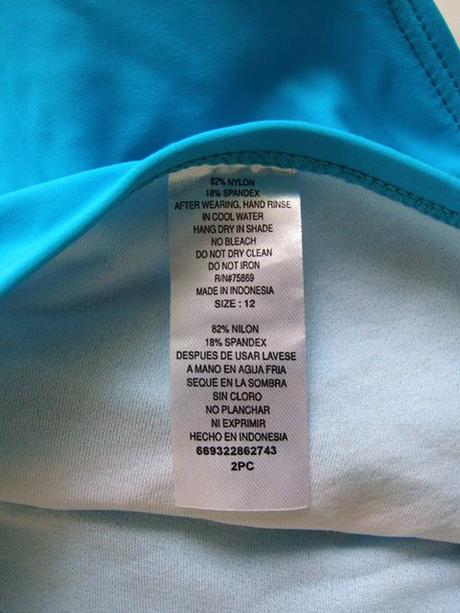 82% NYLON
18% SPANDEX
AFTER WEARING, HAND RINSE
IN COOL WATER
HANG DRY IN SHADE
NO BLEACH
DO NOT DRY CLEAN
DO NOT IRON
R/N#75869
MADE IN INDONESIA
SIZE : 12
82% NILON
18% SPANDEX
DESPUES DE USAR LAVESE
A MANO EN AGUA FRIA
SEQUE EN LA SOMBRA
SIN CLORO
NO PLANCHAR
NI EXPRIMIR
HECHO EN INDONESIA
669322862743
2PC